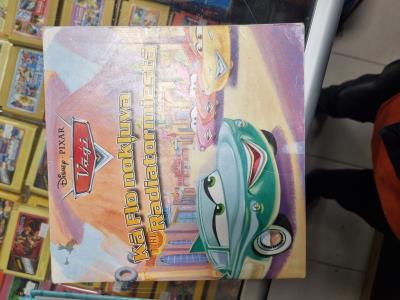 Disney PIXAR
Vāģi
Kā Flo nokļuva
Radiatormiestā